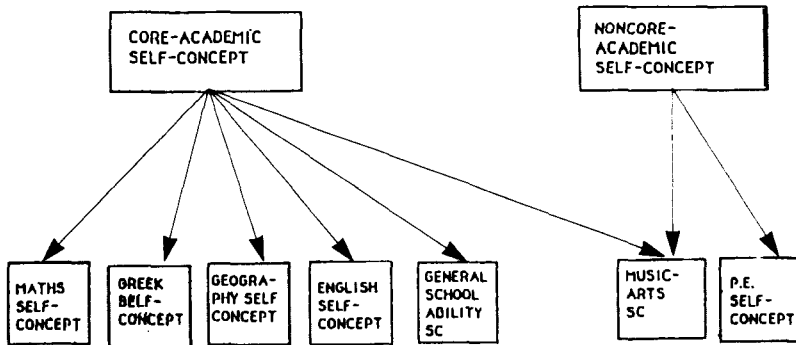 CORE-ACADEMIC
SELF-CONCEPT
NONCORE-
ACADEMIC
SELF-CONCEPT
MATHS
SELF-
CONCEPT
GREEK
BELF-
CONCEPT
GEOGRA-
PHY SELF
CONCEPT
ENGLISH
SELF-
CONCEPT
GENERAL
SCHOOL
ABILITY
SC
MUSIC-
ARTS
SC
P.E.
SELF-
CONCEPT